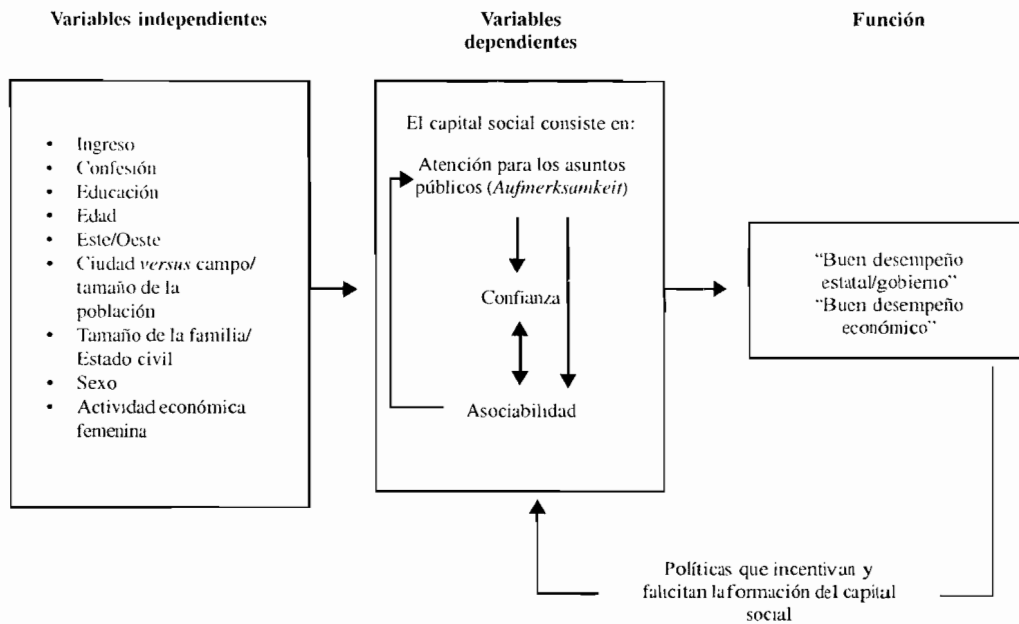 Variables independientes
Variables
dependientes
Función
• Ingreso
• Confesión
• Educación
• Edad
• Este/Oeste
• Ciudad versus campo/
tamaño de la
población
• Tamaño de la familia/
Estado civil
• Sexo
• Actividad económica
femenina
El capital social consiste en:
Atención para los asuntos
públicos (Aufmerksamkeit)
Confianza
Asociabilidad
“Buen desempeño
estatal/gobierno”
“Buen desempeño
económico”
Políticas que incentivan y
falicitan la formación del capital
social